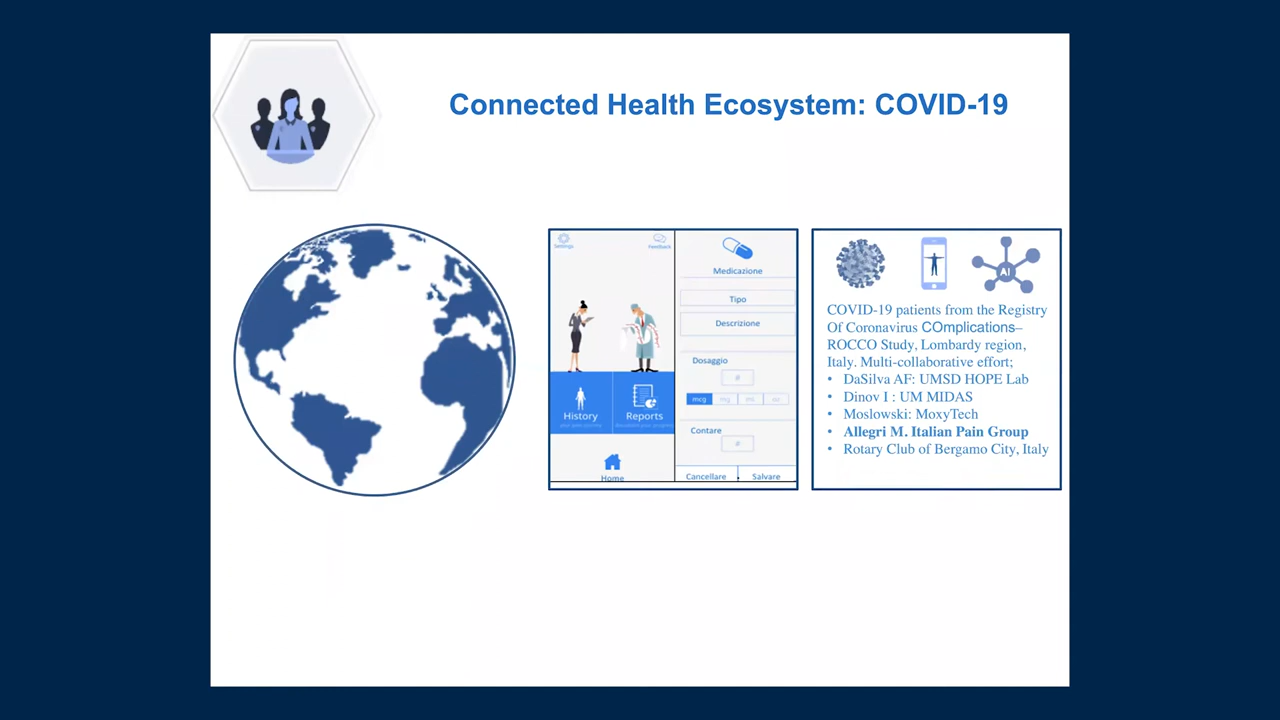 Connected Health Ecosystem: COVID-19
Settings
Feedback
History
Reports
Home
Medicazione
Tipo
Descrizione
Dosaggio
#
mcg mg
Contare
#
Cancellare Salvare
AI
COVID-19 patients from the Registry
Of Coronavirus COmplications–
ROCCO Study, Lombardy region,
Italy. Multi-collaborative effort;
• DaSilva AF: UMSD HOPE Lab
• Dinov I : UM MIDAS
• Moslowski: MoxyTech
• Allegri M. Italian Pain Group
• Rotary Club of Bergamo City, Italy